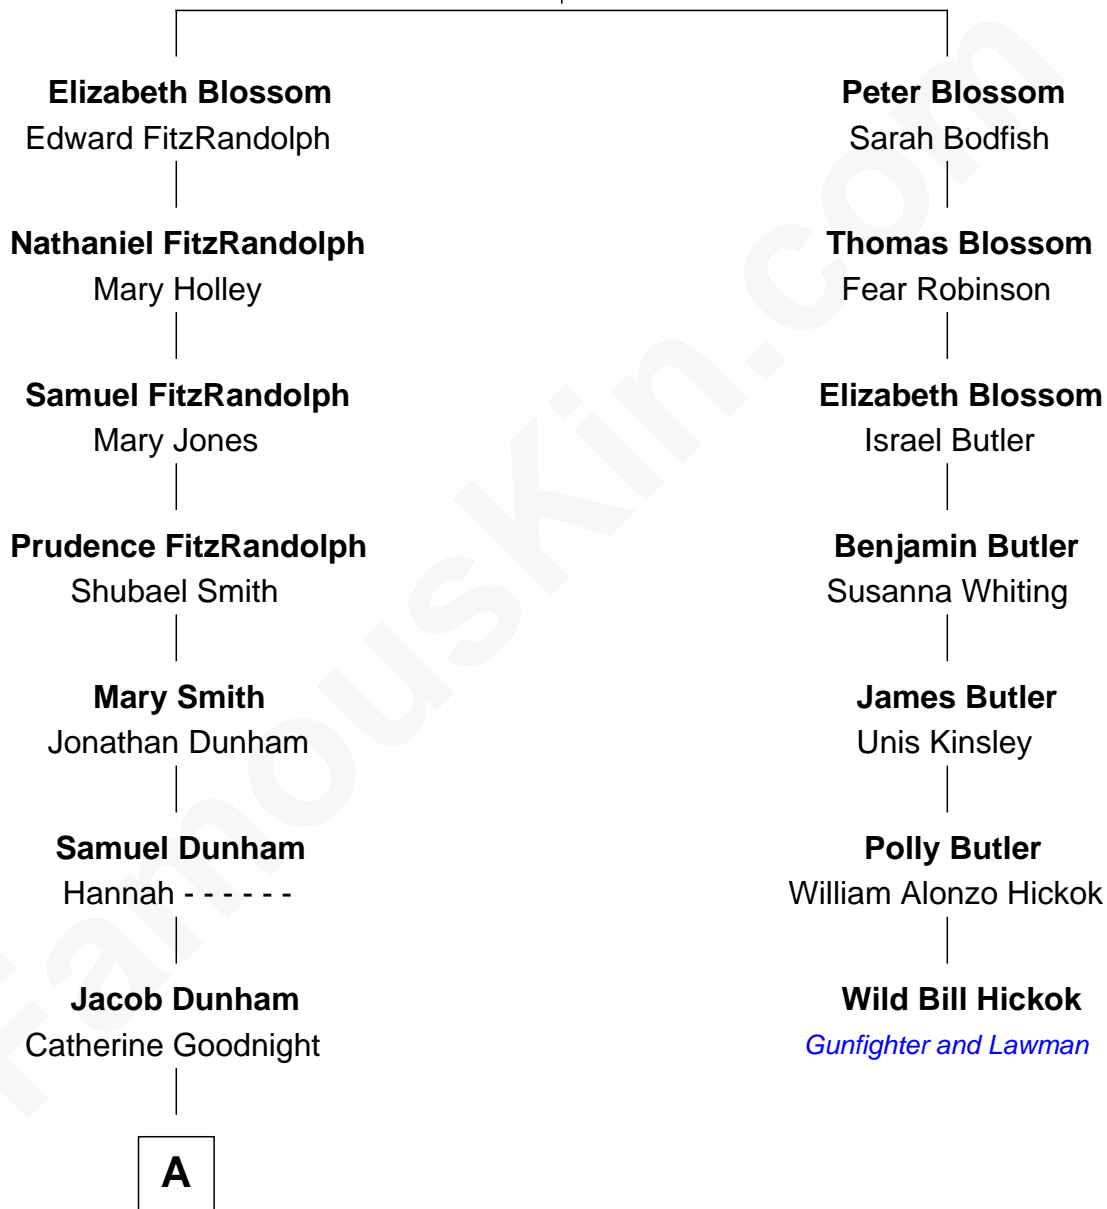 Elizabeth Blossom
Edward FitzRandolph
Nathaniel FitzRandolph
Mary Holley
Samuel FitzRandolph
Mary Jones
Prudence FitzRandolph
Shubael Smith
Mary Smith
Jonathan Dunham
Samuel Dunham
Hannah - - - - - -
Jacob Dunham
Catherine Goodnight
A
Peter Blossom
Sarah Bodfish
Thomas Blossom
Fear Robinson
Elizabeth Blossom
Israel Butler
Benjamin Butler
Susanna Whiting
James Butler
Unis Kinsley
Polly Butler
William Alonzo Hickok
Wild Bill Hickok
Gunfighter and Lawman
FamousKin.com